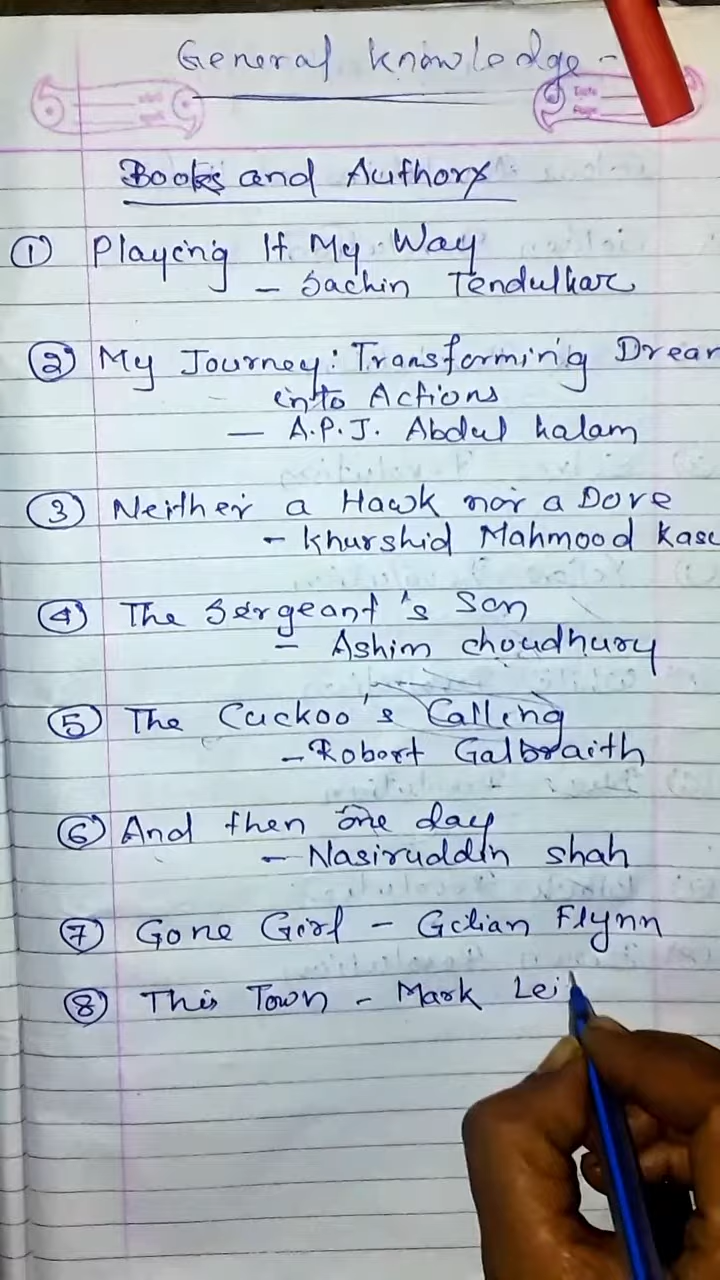 General Knowledge -
Books and Authors
① Playing It My Way
- Sachin Tendulkar
② My Journey: Transforming Drear
into Actions
- A.P.J. Abdul kalam
③ Neither a Hawk nor a Dove
- Khurshid Mahmood Kasu
④ The Sergeant's Son
- Ashim choudhury
⑤ The Cuckoo's Calling
- Robert Galbraith
⑥ And then one day
- Nasiruddin shah
⑦ Gone Girl - Gilian Flynn
⑧ This Town - Mark Lei